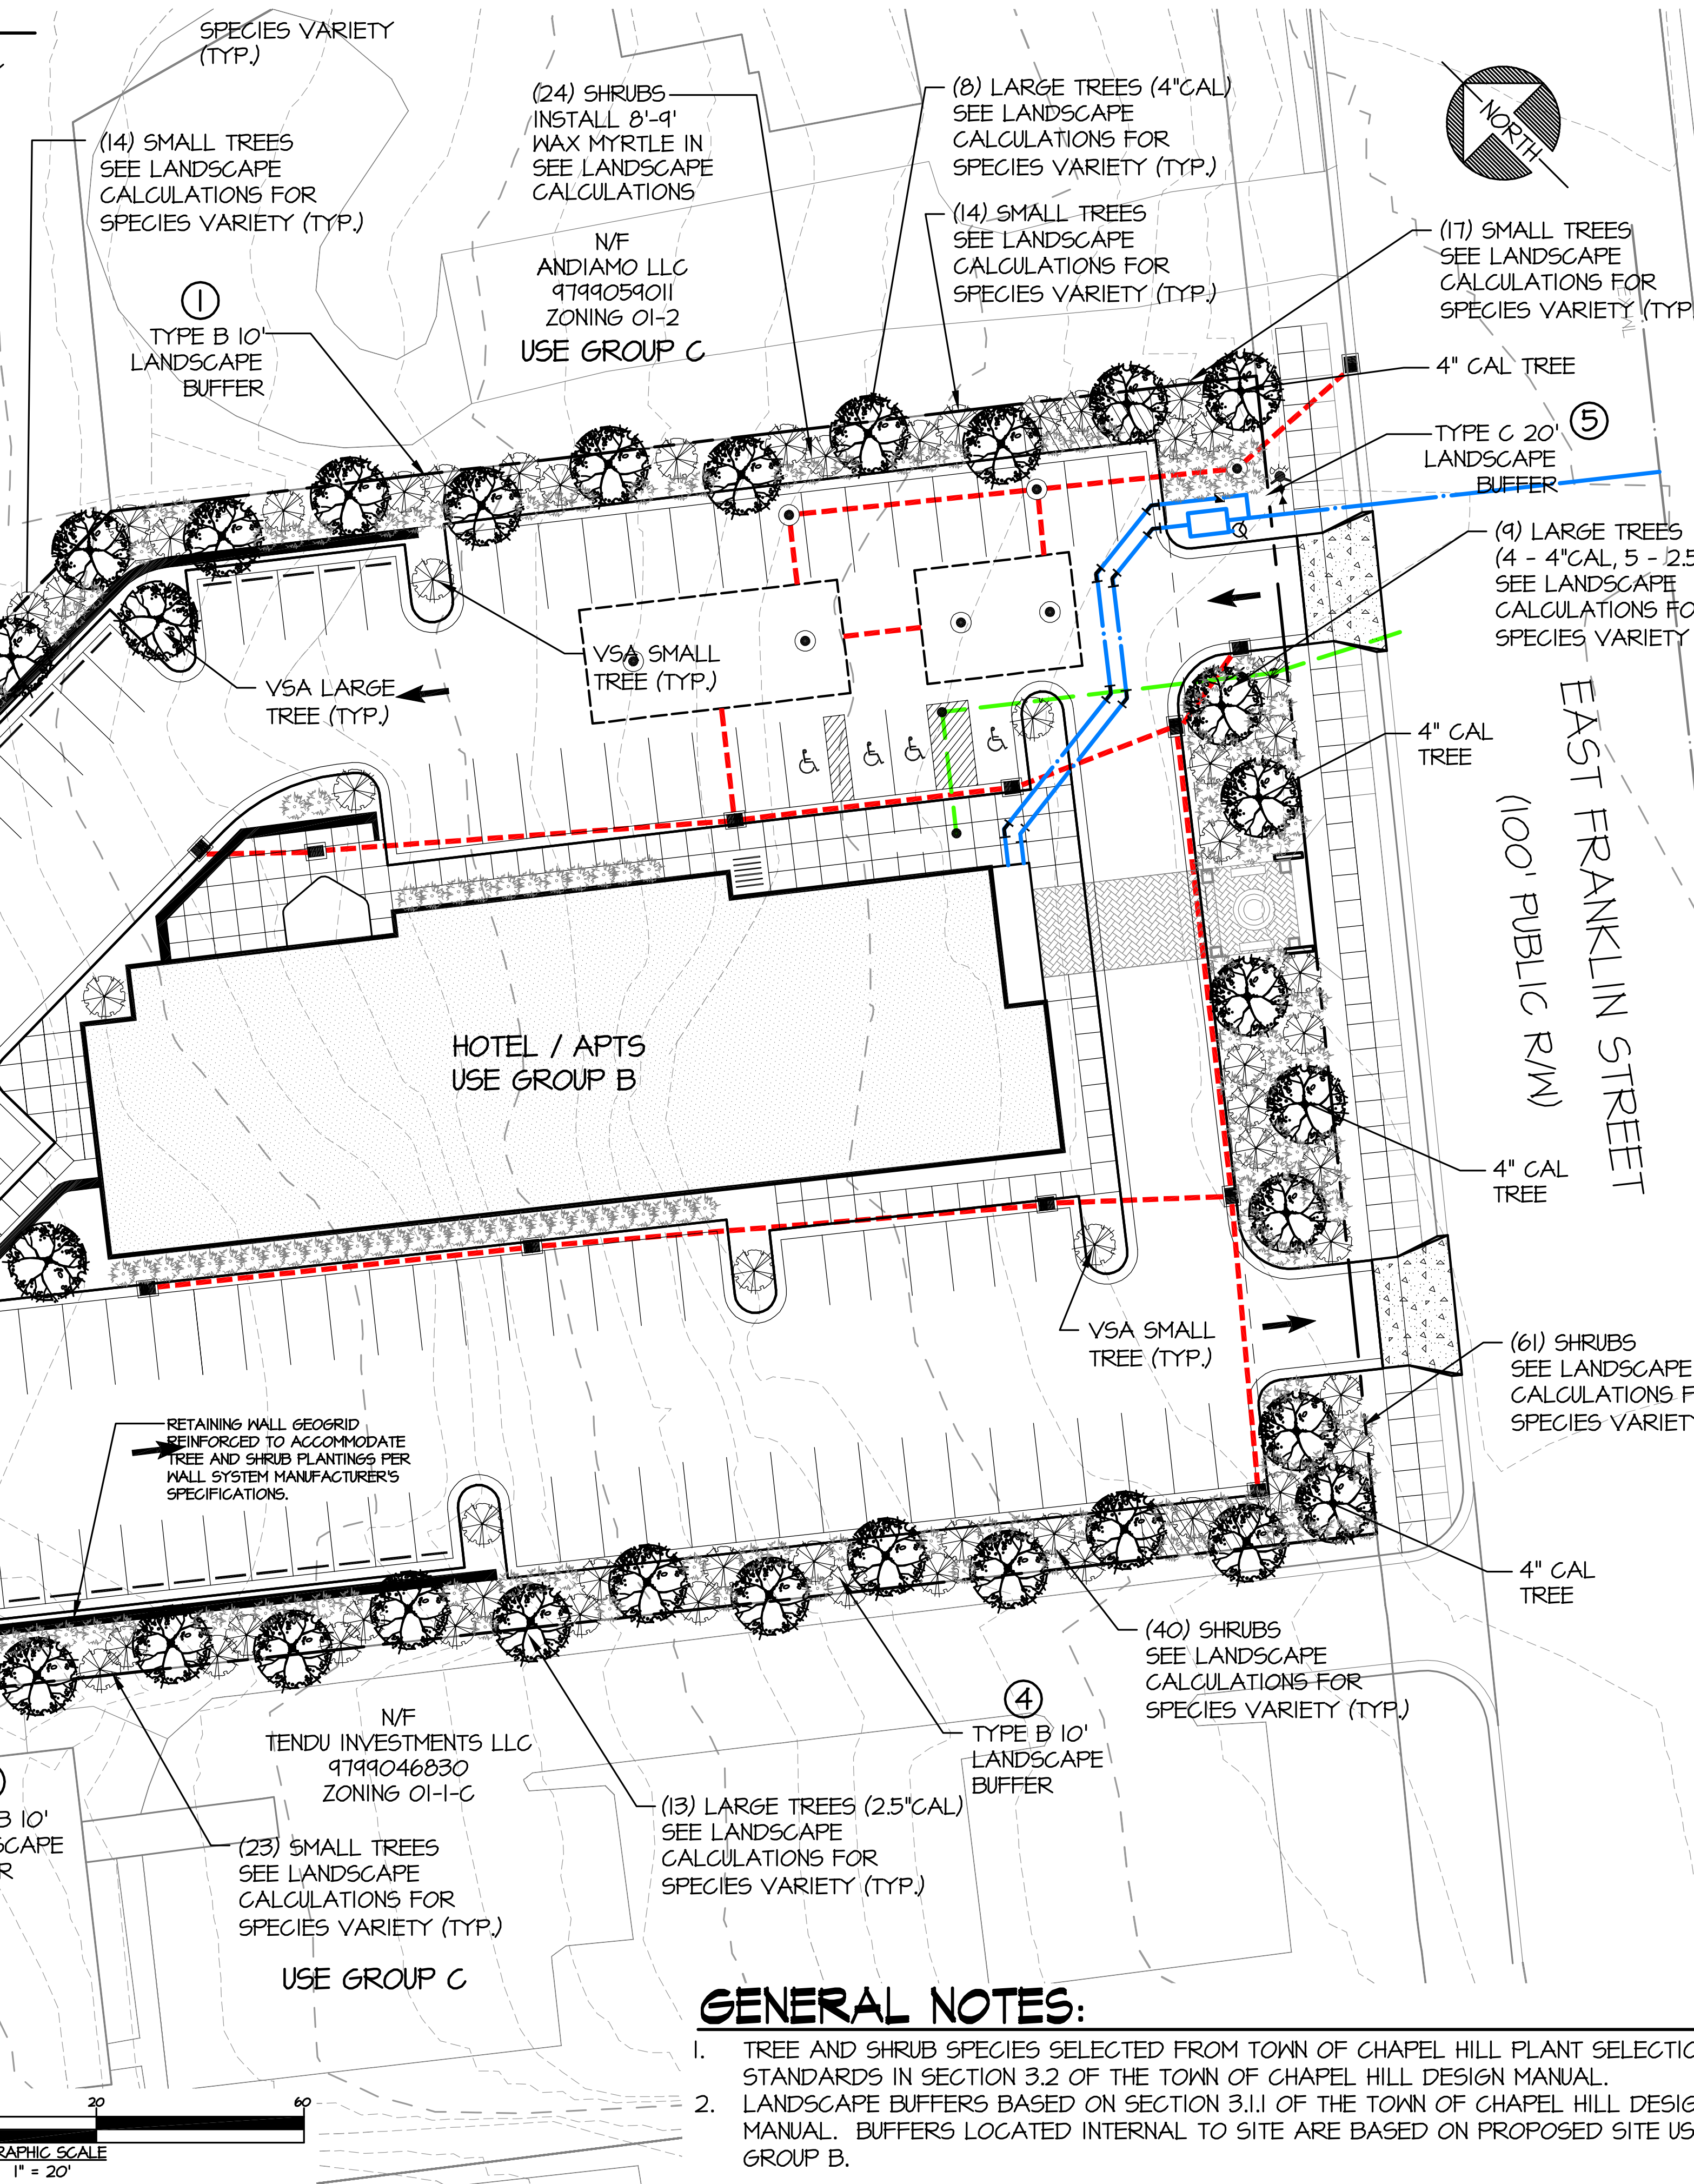 SPECIES VARIETY
(TYP.)
(14) SMALL TREES
SEE LANDSCAPE
CALCULATIONS FOR
SPECIES VARIETY (TYP.)
(24) SHRUBS
INSTALL 8'-9'
WAX MYRTLE IN
SEE LANDSCAPE
CALCULATIONS
(8) LARGE TREES (4"CAL)
SEE LANDSCAPE
CALCULATIONS FOR
SPECIES VARIETY (TYP.)
NORTH
(14) SMALL TREES
SEE LANDSCAPE
CALCULATIONS FOR
SPECIES VARIETY (TYP.)
(17) SMALL TREES
SEE LANDSCAPE
CALCULATIONS FOR
SPECIES VARIETY (TYP
N/F
ANDIAMO LLC
9799059011
ZONING OI-2
USE GROUP C
1
TYPE B 10'
LANDSCAPE
BUFFER
4" CAL TREE
5
TYPE C 20'
LANDSCAPE
BUFFER
(9) LARGE TREES
(4 - 4"CAL, 5 - 2.5
SEE LANDSCAPE
CALCULATIONS FO
SPECIES VARIETY
VSA SMALL
TREE (TYP.)
VSA LARGE
TREE (TYP.)
4" CAL
TREE
EAST FRANKLIN STREET
(100' PUBLIC R/W)
HOTEL / APTS
USE GROUP B
4" CAL
TREE
VSA SMALL
TREE (TYP.)
(61) SHRUBS
SEE LANDSCAPE
CALCULATIONS F
SPECIES VARIET
RETAINING WALL GEOGRID
REINFORCED TO ACCOMMODATE
TREE AND SHRUB PLANTINGS PER
WALL SYSTEM MANUFACTURER'S
SPECIFICATIONS.
4" CAL
TREE
(40) SHRUBS
SEE LANDSCAPE
CALCULATIONS FOR
SPECIES VARIETY (TYP.)
4
TYPE B 10'
LANDSCAPE
BUFFER
N/F
TENDU INVESTMENTS LLC
9799046830
ZONING OI-1-C
B 10'
SCAPE
R
(13) LARGE TREES (2.5"CAL)
SEE LANDSCAPE
CALCULATIONS FOR
SPECIES VARIETY (TYP.)
(23) SMALL TREES
SEE LANDSCAPE
CALCULATIONS FOR
SPECIES VARIETY (TYP.)
USE GROUP C
GENERAL NOTES:
1. TREE AND SHRUB SPECIES SELECTED FROM TOWN OF CHAPEL HILL PLANT SELECTIO
STANDARDS IN SECTION 3.2 OF THE TOWN OF CHAPEL HILL DESIGN MANUAL.
2. LANDSCAPE BUFFERS BASED ON SECTION 3.1.1 OF THE TOWN OF CHAPEL HILL DESIG
MANUAL. BUFFERS LOCATED INTERNAL TO SITE ARE BASED ON PROPOSED SITE US
GROUP B.
20 60
RAPHIC SCALE
1" = 20'